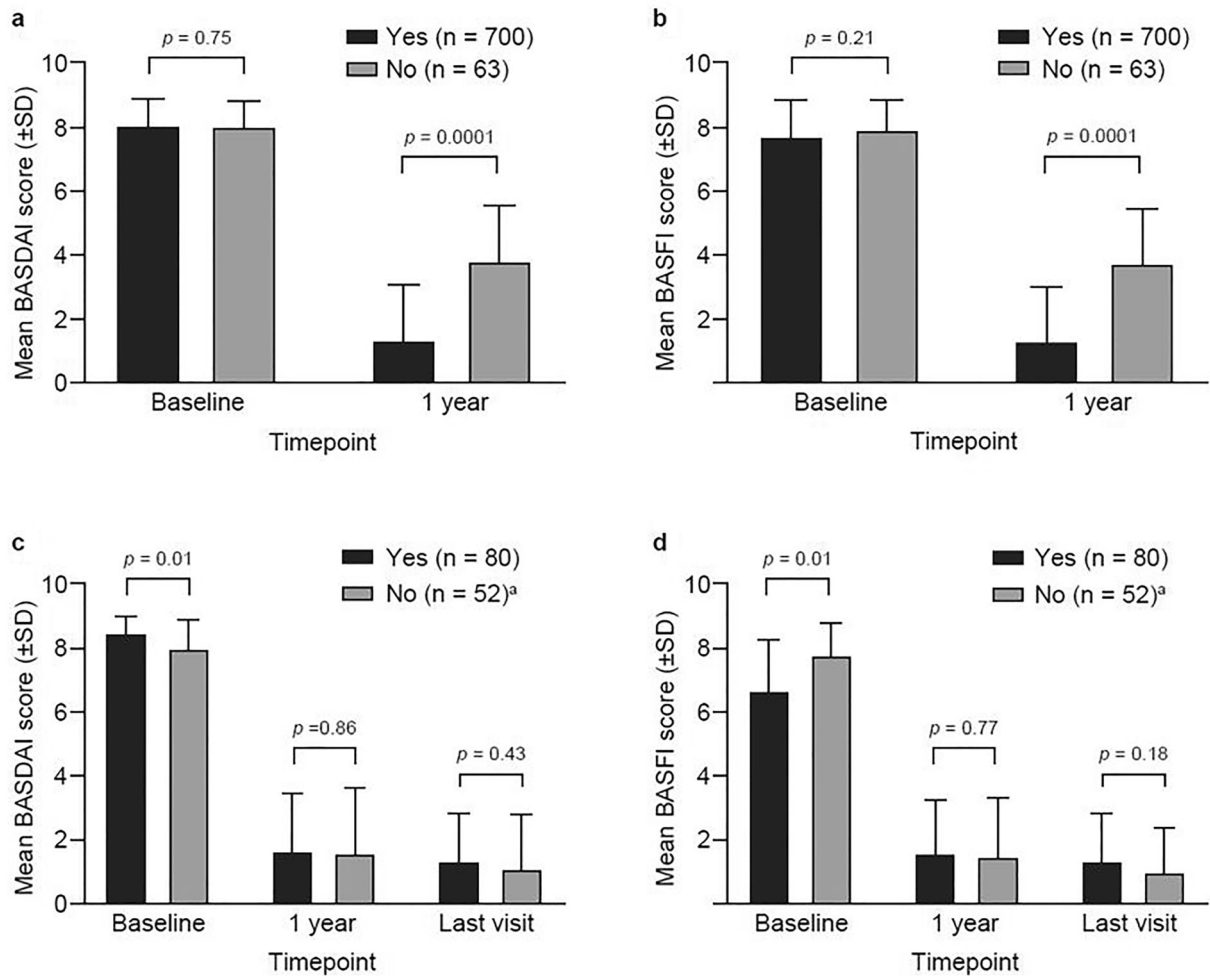 a
p = 0.75
Yes (n = 700)
No (n = 63)
p = 0.0001
Mean BASDAI score (±SD)
10
8
6
4
2
0
Baseline
1 year
Timepoint
b
p = 0.21
Yes (n = 700)
No (n = 63)
p = 0.0001
Mean BASFI score (±SD)
10
8
6
4
2
Baseline
1 year
Timepoint
c
p = 0.01
Yes (n = 80)
No (n = 52)ª
p =0.86
p = 0.43
Mean BASDAI score (±SD)
10
8
6
4
2
0
Baseline
1 year
Last visit
Timepoint
d
p = 0.01
Yes (n = 80)
No (n = 52)ª
p = 0.77
p = 0.18
Mean BASFI score (±SD)
10
8
6
4
2
Baseline
1 year
Last visit
Timepoint